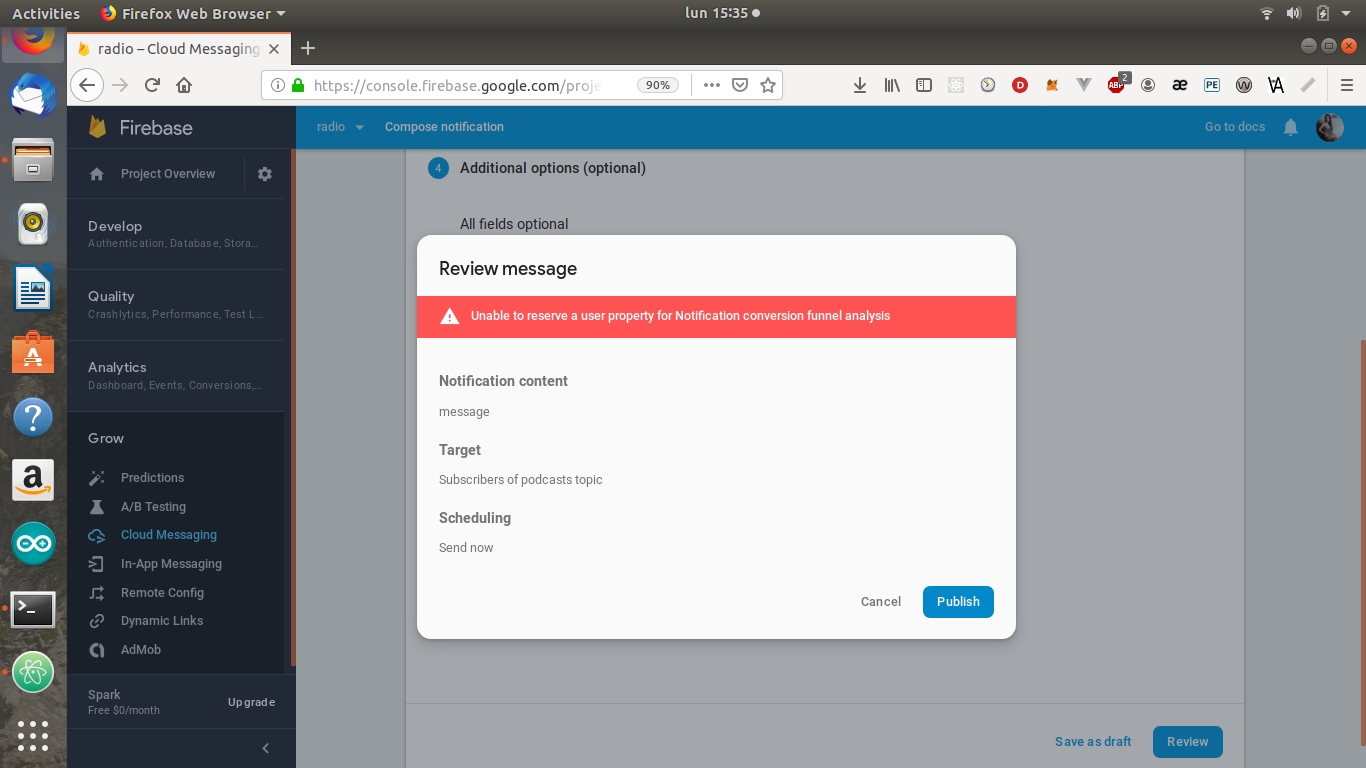 Activities
Firefox Web Browser
lun 15:35
radio – Cloud Messaging
https://console.firebase.google.com/proje
90%
2
ABP
D
PE
W
æ
Firebase
radio
Compose notification
Go to docs
Project Overview
Develop
Authentication, Database, Stora…
Quality
Crashlytics, Performance, Test L…
Analytics
Dashboard, Events, Conversions,…
Grow
Predictions
A/B Testing
Cloud Messaging
In-App Messaging
Remote Config
Dynamic Links
AdMob
Spark
Free $0/month
Upgrade
4
Additional options (optional)
All fields optional
Review message
Unable to reserve a user property for Notification conversion funnel analysis
Notification content
message
Target
Subscribers of podcasts topic
Scheduling
Send now
Cancel
Publish
Save as draft
Review